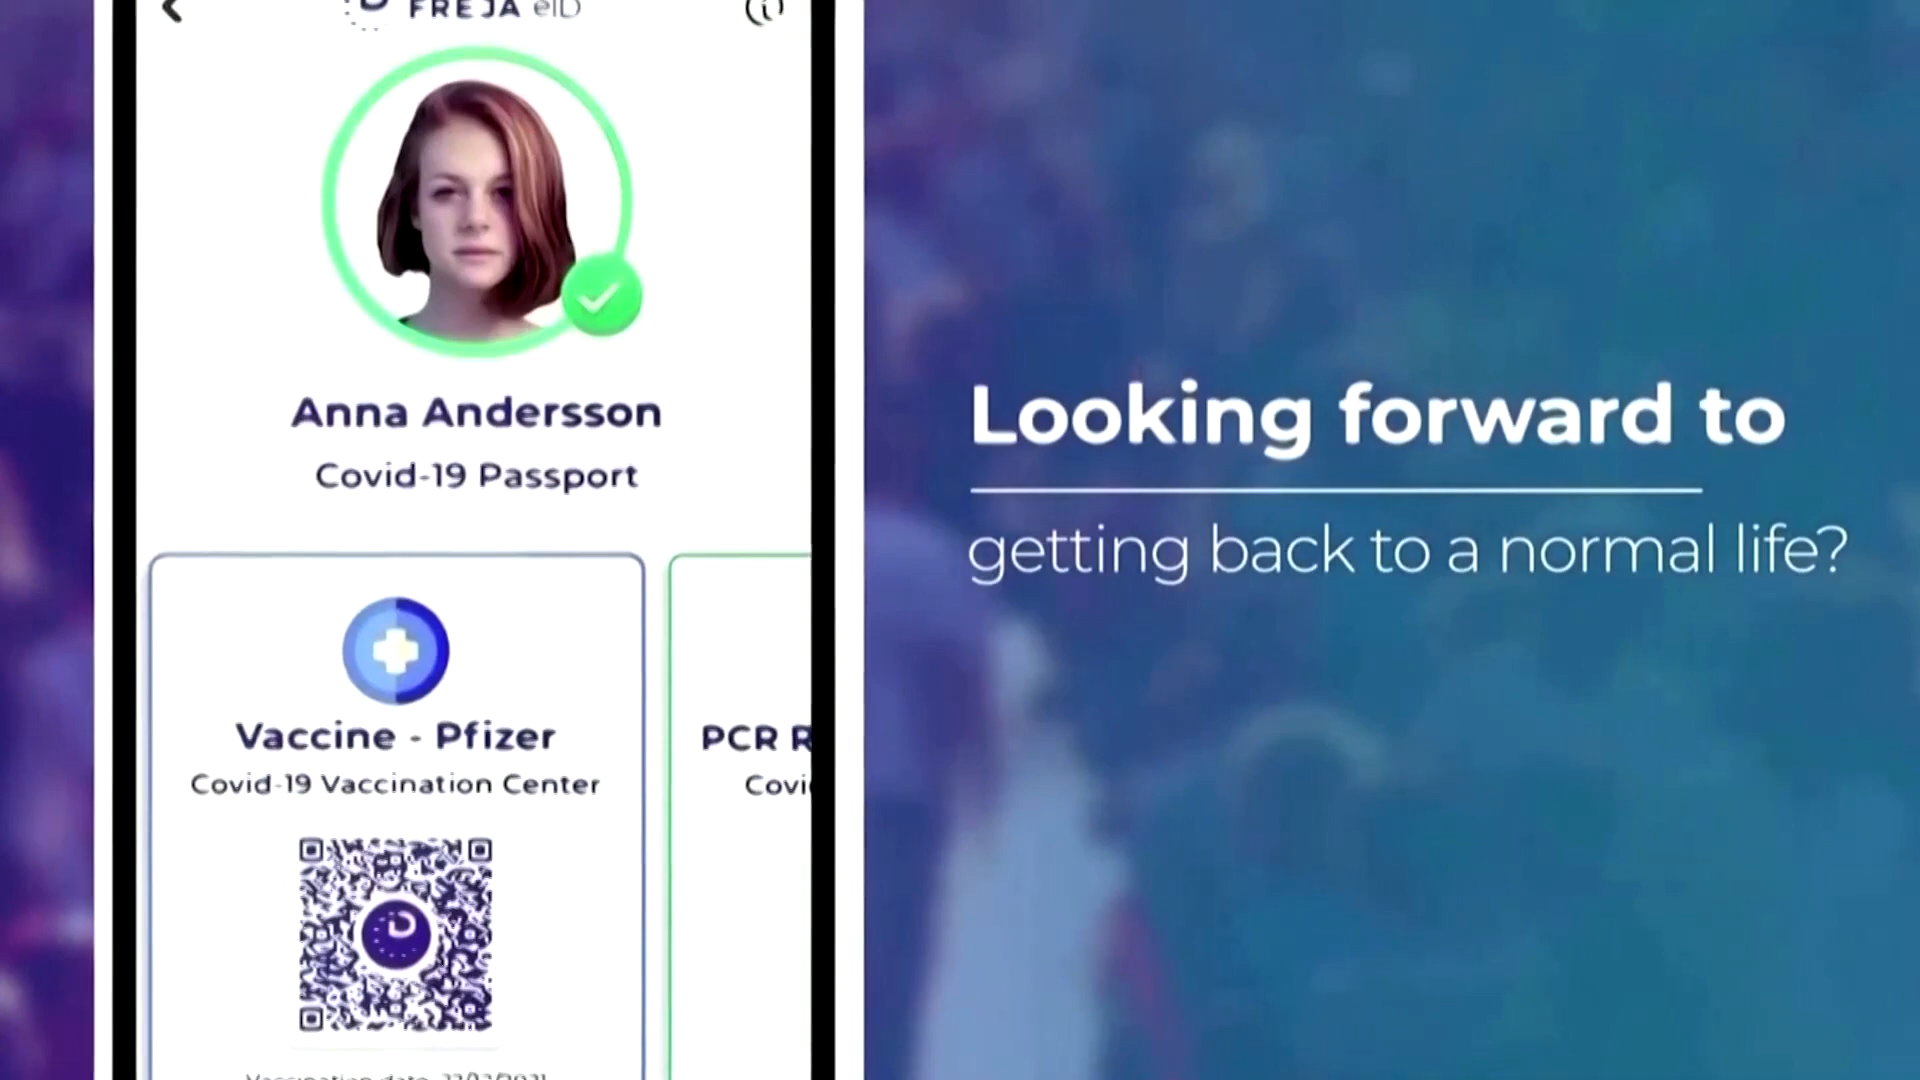 FREJA eID
Anna Andersson
Covid-19 Passport
Vaccine - Pfizer
Covid-19 Vaccination Center
PCR
Looking forward to
getting back to a normal life?